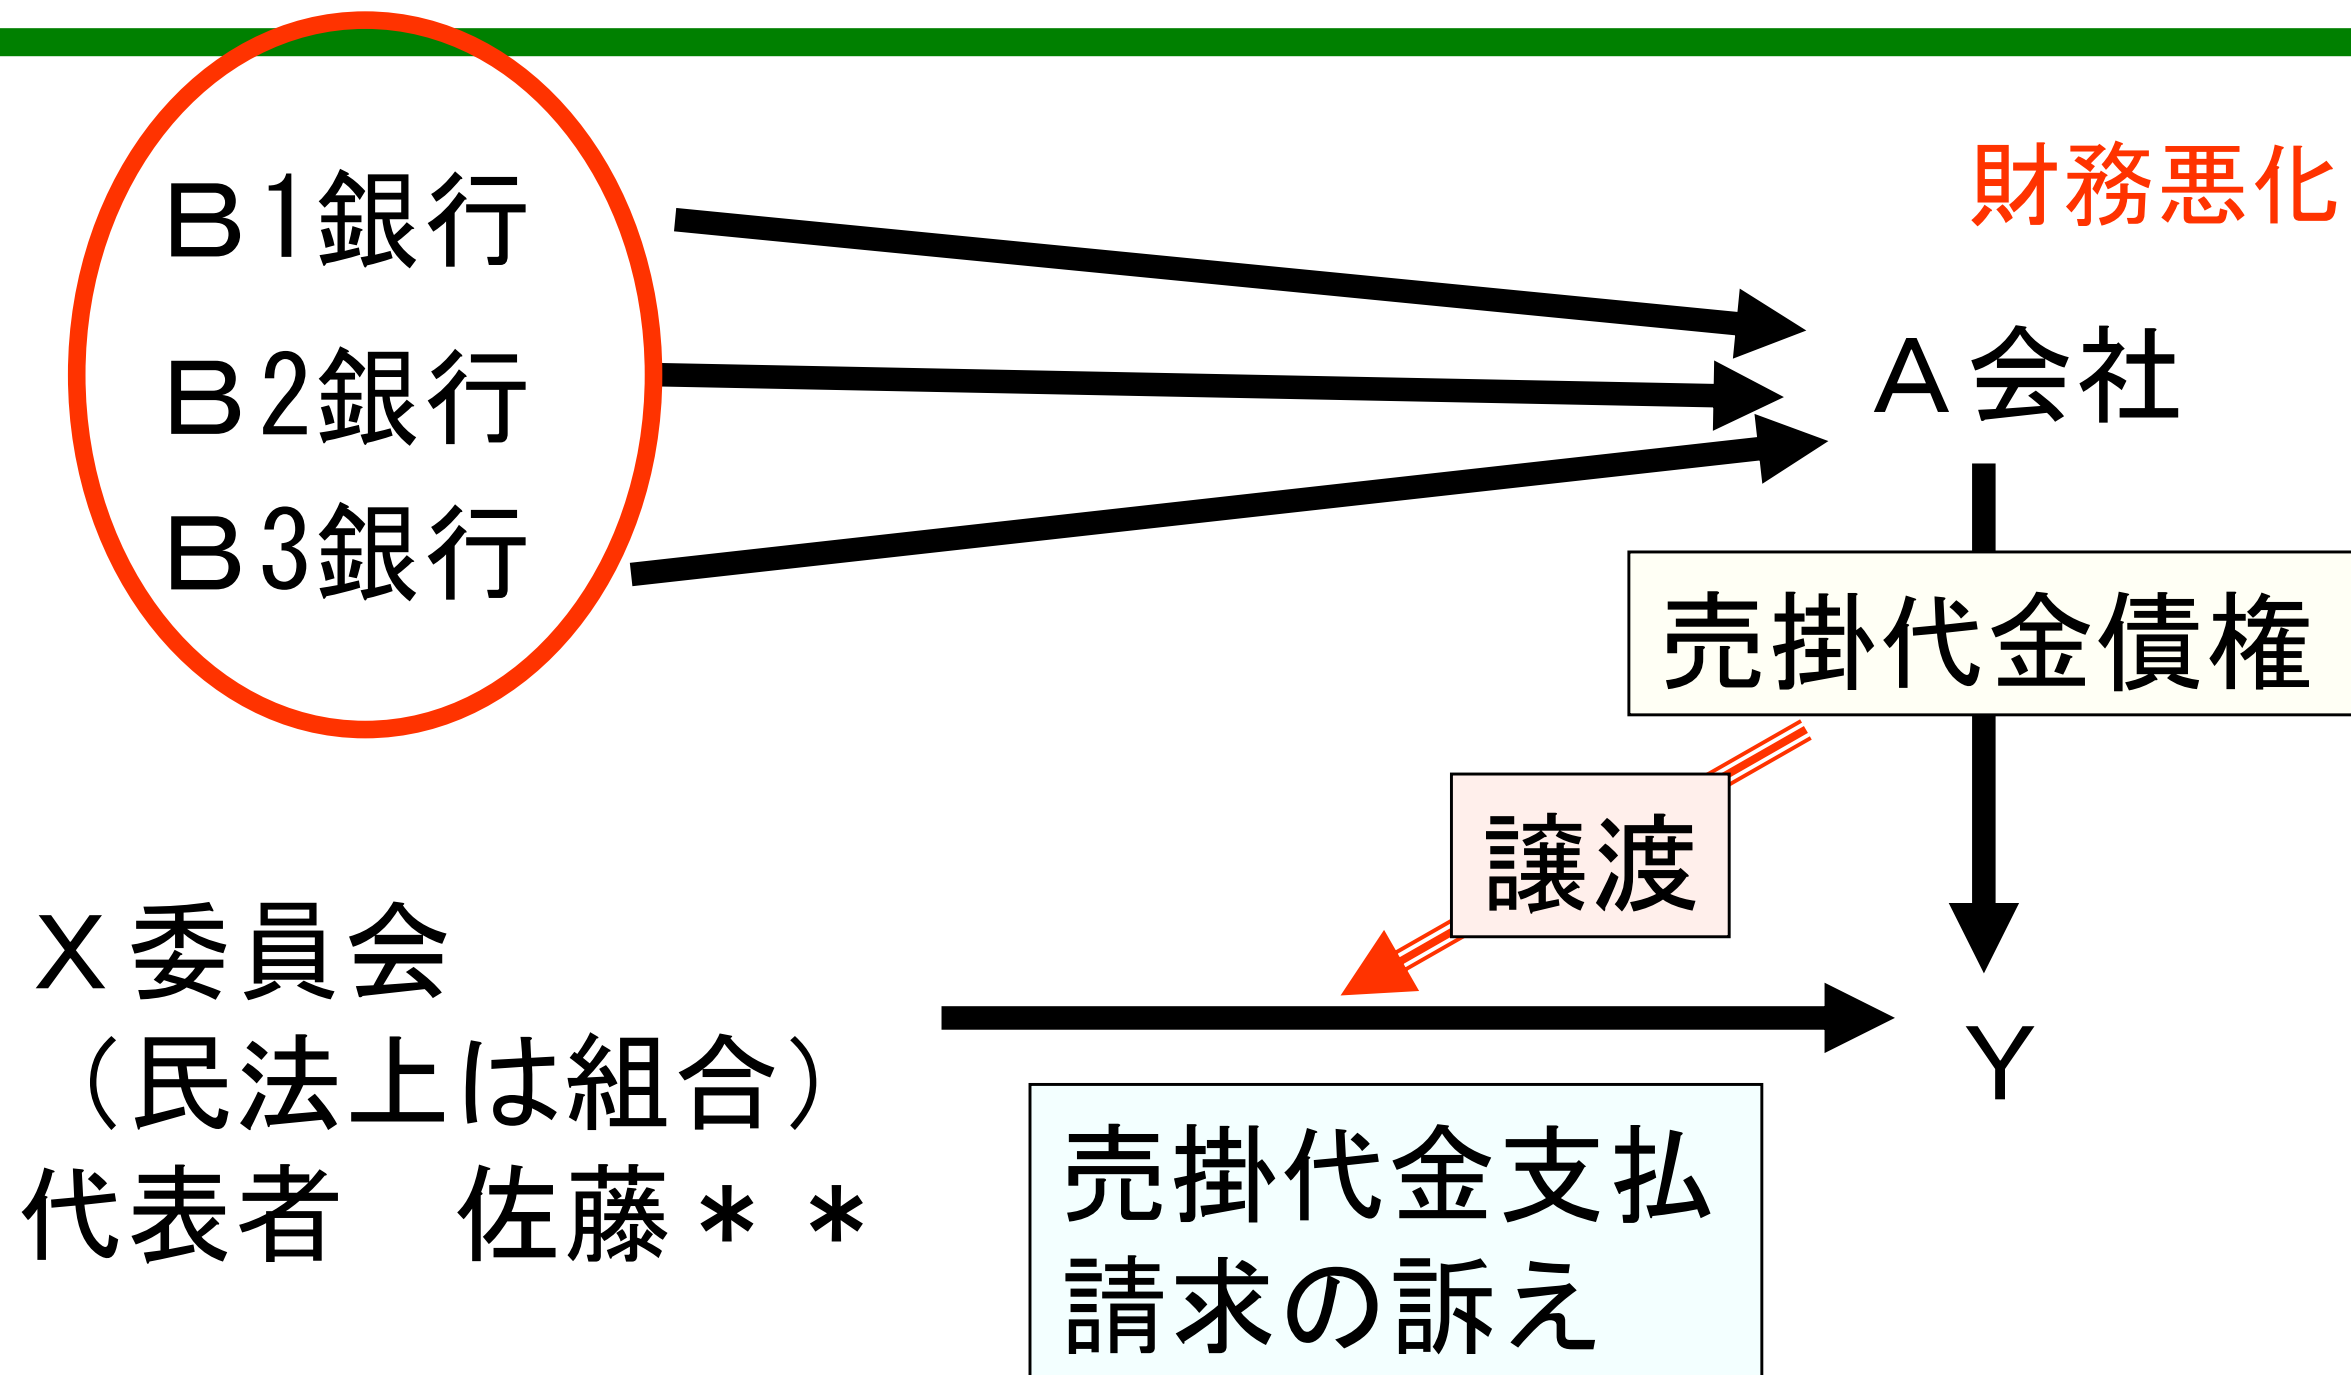 財務悪化
Ｂ1銀行
Ｂ2銀行
Ｂ3銀行
Ａ会社
売掛代金債権
譲渡
Ｘ委員会
（民法上は組合）
代表者　佐藤＊＊
Ｙ
売掛代金支払
請求の訴え